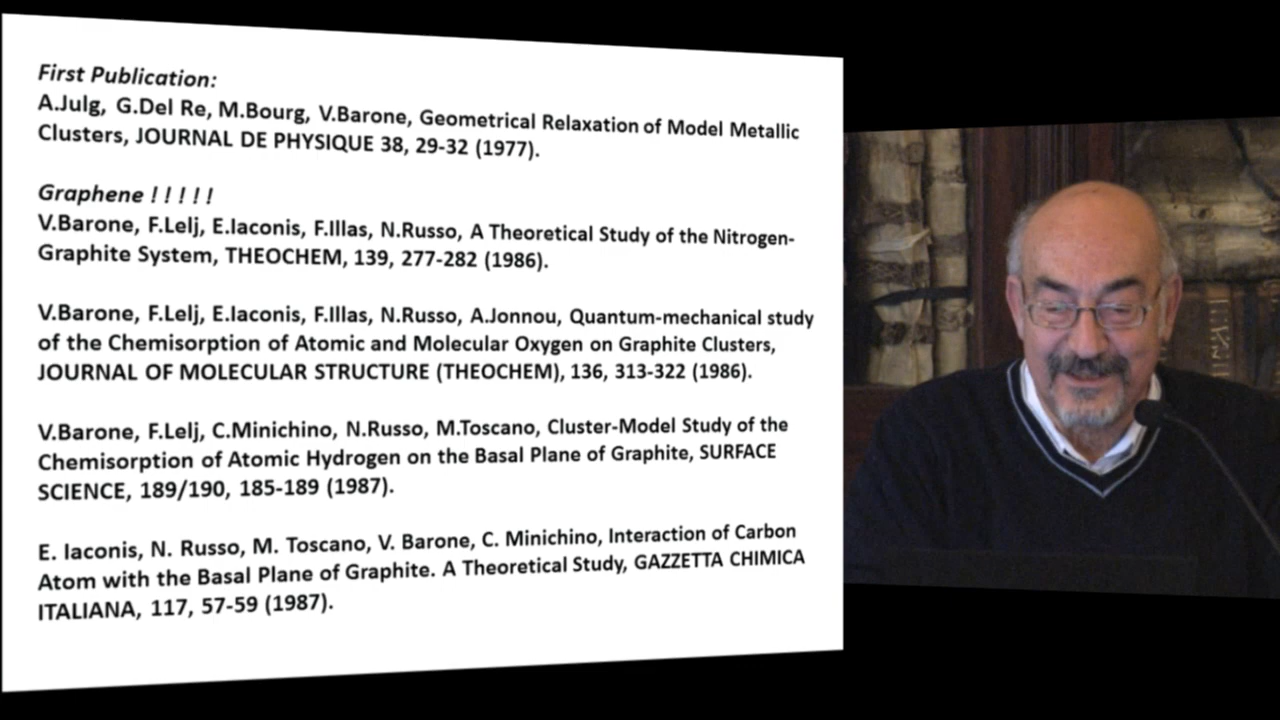 First Publication:
A.Julg, G.Del Re, M.Bourg, V.Barone, Geometrical Relaxation of Model Metallic
Clusters, JOURNAL DE PHYSIQUE 38, 29-32 (1977).
Graphene ! ! ! ! !
V.Barone, F.Lelj, E.Iaconis, F.Illas, N.Russo, A Theoretical Study of the Nitrogen-
Graphite System, THEOCHEM, 139, 277-282 (1986).
V.Barone, F.Lelj, E.Iaconis, F.Illas, N.Russo, A.Jonnou, Quantum-mechanical study
of the Chemisorption of Atomic and Molecular Oxygen on Graphite Clusters,
JOURNAL OF MOLECULAR STRUCTURE (THEOCHEM), 136, 313-322 (1986).
V.Barone, F.Lelj, C.Minichino, N.Russo, M.Toscano, Cluster-Model Study of the
Chemisorption of Atomic Hydrogen on the Basal Plane of Graphite, SURFACE
SCIENCE, 189/190, 185-189 (1987).
E. Iaconis, N. Russo, M. Toscano, V. Barone, C. Minichino, Interaction of Carbon
Atom with the Basal Plane of Graphite. A Theoretical Study, GAZZETTA CHIMICA
ITALIANA, 117, 57-59 (1987).